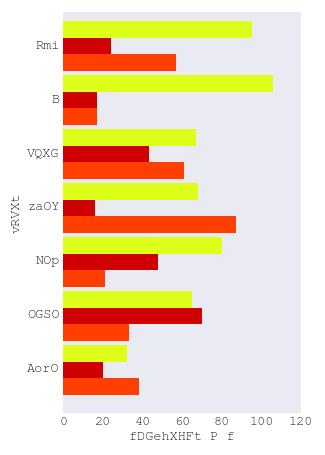 Rmi
B
VQXG
zaOY
NOp
OGSO
AorO
vRVXt
0 20 40 60 80 100 120
fDGehXHFt P f